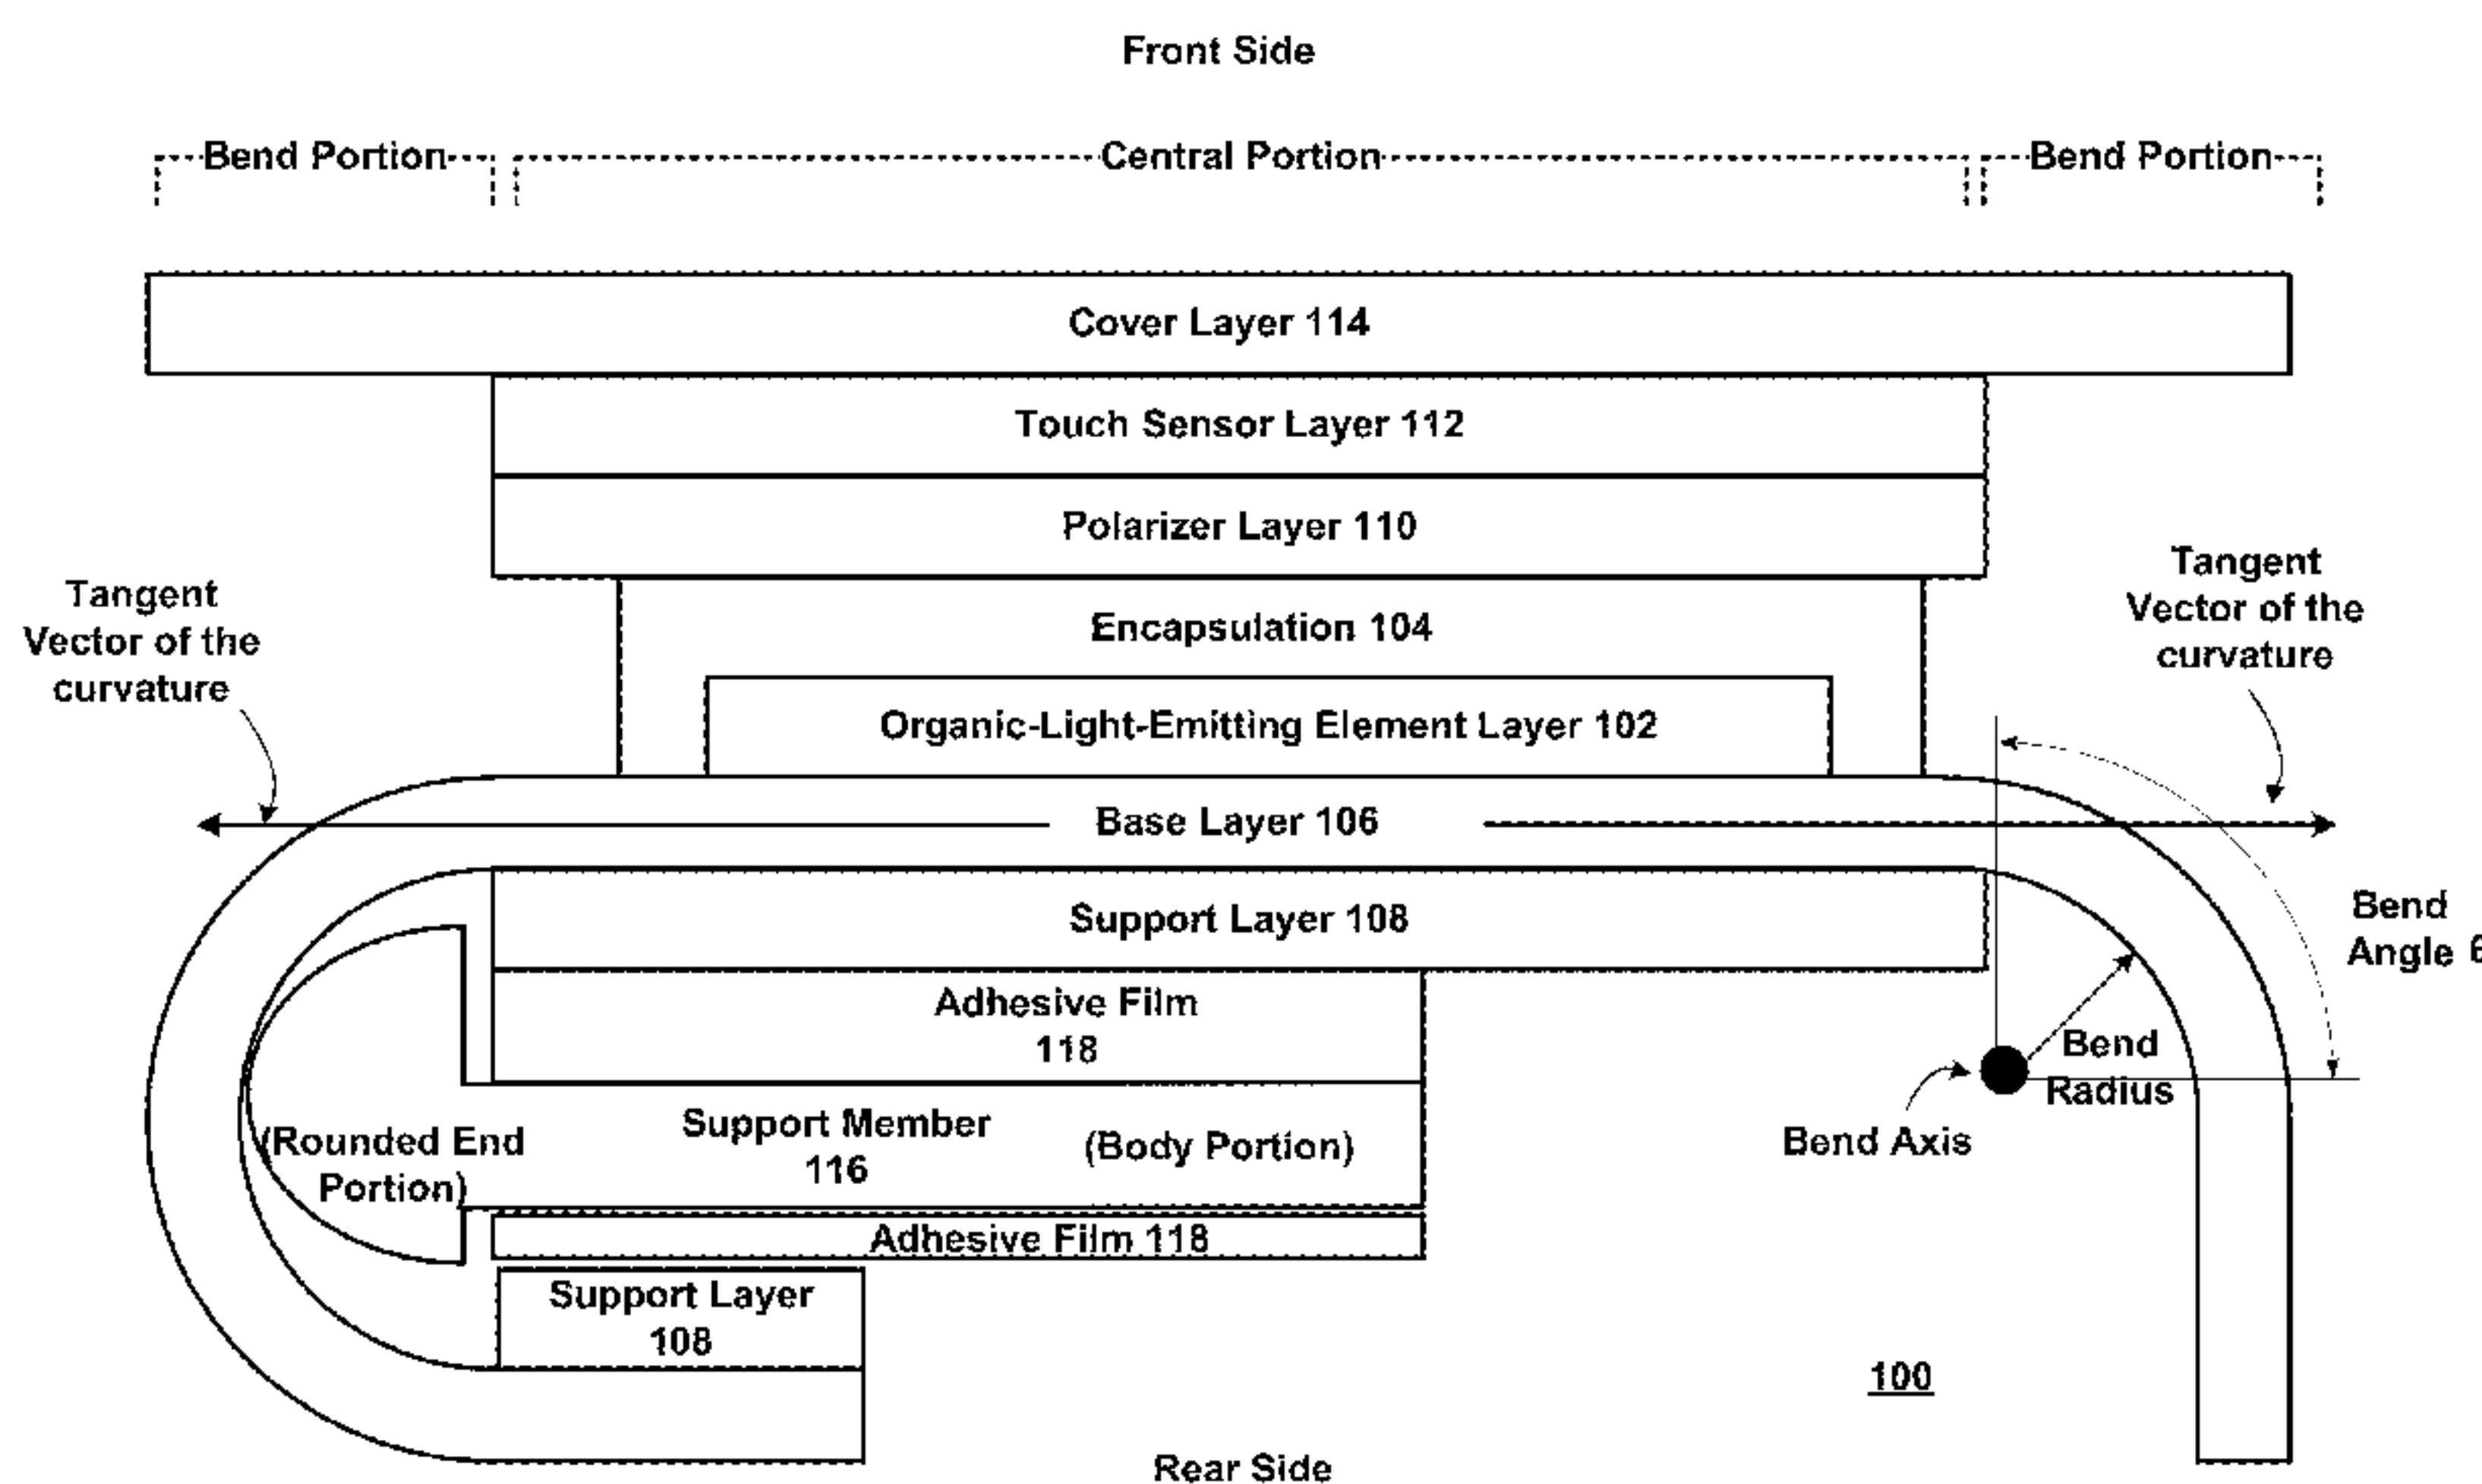 Front Side
Bend Portion
Central Portion
Bend Portion
Cover Layer 114
Touch Sensor Layer 112
Polarizer Layer 110
Tangent
Vector of the
curvature
Tangent
Vector of the
curvature
Encapsulation 104
Organic-Light-Emitting Element Layer 102
Base Layer 106
Support Layer 108
Bend
Angle
Adhesive Film
118
Bend
Radius
Bend Axis
Support Member
116
(Body Portion)
(Rounded End
Portion)
Adhesive Film 118
Support Layer
108
100
Rear Side